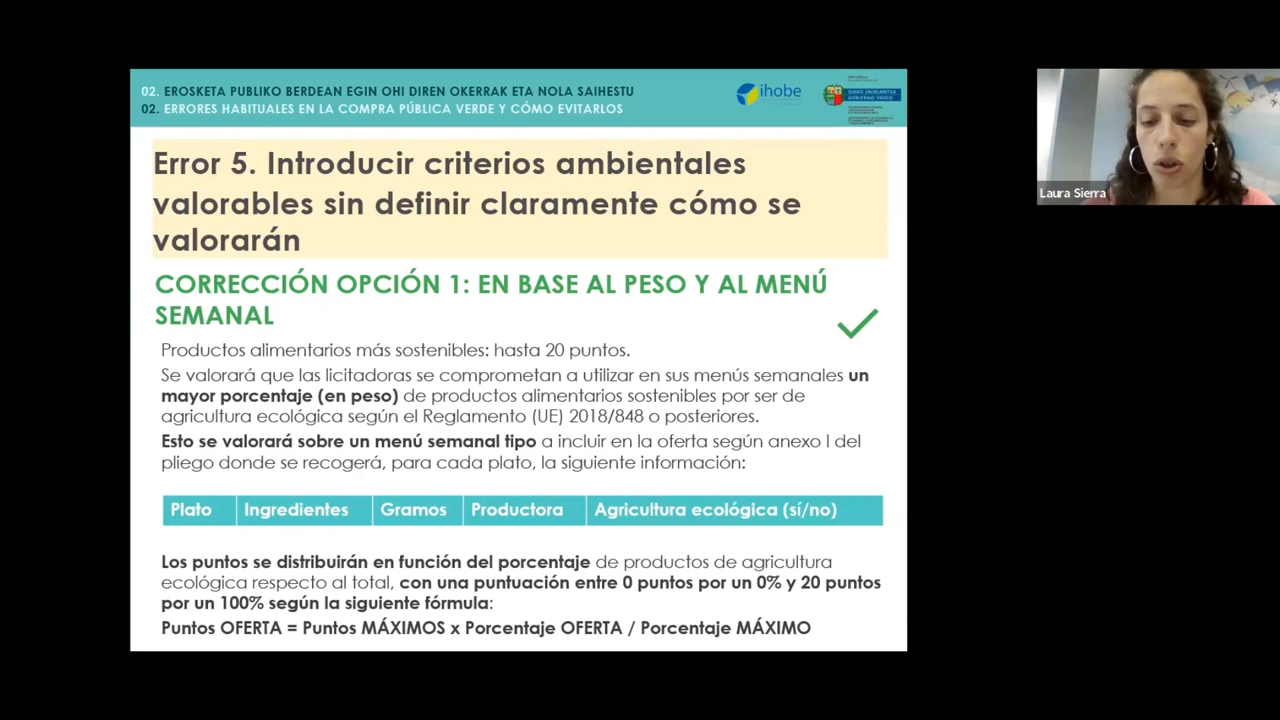 02. EROSKETA PUBLIKO BERDEAN EGIN OHI DIREN OKERRAK ETA NOLA SAIHESTU
02. ERRORES HABITUALES EN LA COMPRA PÚBLICA VERDE Y CÓMO EVITARLOS
ihobe
EUSKO JAURLARITZA
GOBIERNO VASCO
Error 5. Introducir criterios ambientales
valorables sin definir claramente cómo se
valorarán
CORRECCIÓN OPCIÓN 1: EN BASE AL PESO Y AL MENÚ
SEMANAL
Productos alimentarios más sostenibles: hasta 20 puntos.
Se valorará que las licitadoras se comprometan a utilizar en sus menús semanales un
mayor porcentaje (en peso) de productos alimentarios sostenibles por ser de
agricultura ecológica según el Reglamento (UE) 2018/848 o posteriores.
Esto se valorará sobre un menú semanal tipo a incluir en la oferta según anexo I del
pliego donde se recogerá, para cada plato, la siguiente información:
Plato Ingredientes Gramos Productora Agricultura ecológica (sí/no)
Los puntos se distribuirán en función del porcentaje de productos de agricultura
ecológica respecto al total, con una puntuación entre 0 puntos por un 0% y 20 puntos
por un 100% según la siguiente fórmula:
Puntos OFERTA = Puntos MÁXIMOS x Porcentaje OFERTA / Porcentaje MÁXIMO
Laura Sierra